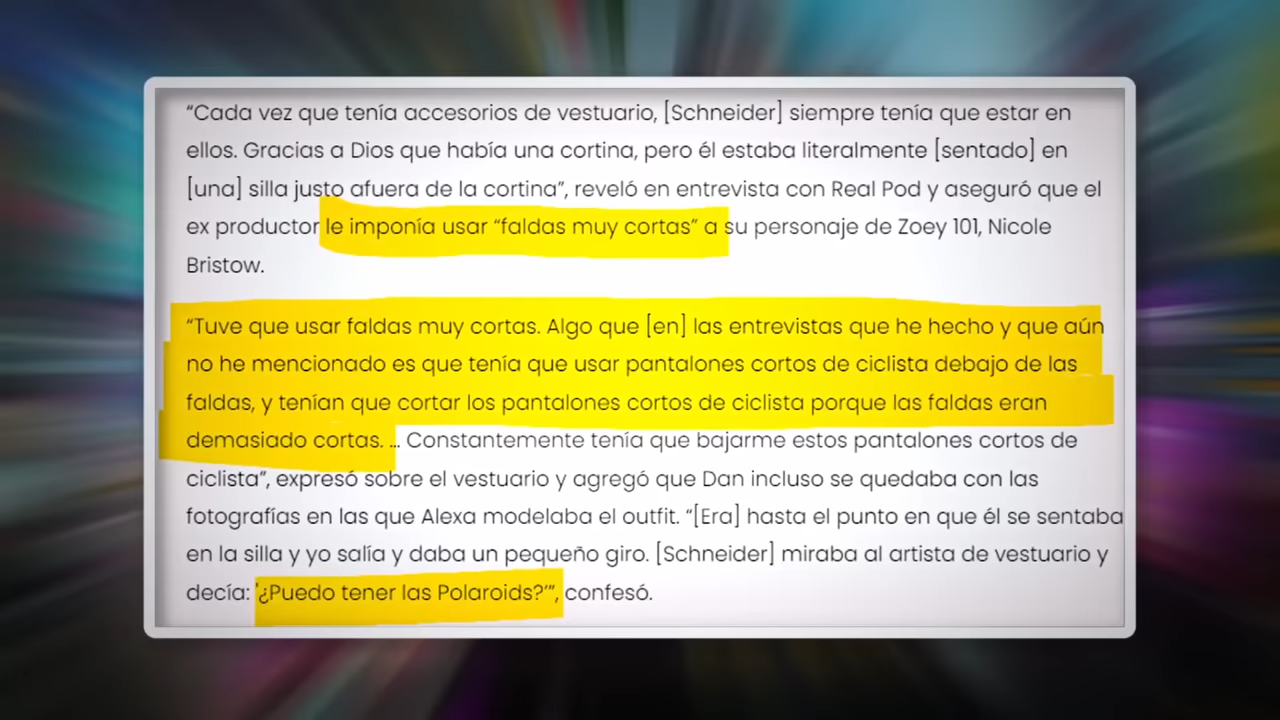 “Cada vez que tenía accesorios de vestuario, [Schneider] siempre tenía que estar en
ellos. Gracias a Dios que había una cortina, pero él estaba literalmente [sentado] en
[una] silla justo afuera de la cortina”, reveló en entrevista con Real Pod y aseguró que el
ex productor le imponía usar “faldas muy cortas” a su personaje de Zoey 101, Nicole
Bristow.
“Tuve que usar faldas muy cortas. Algo que [en] las entrevistas que he hecho y que aún
no he mencionado es que tenía que usar pantalones cortos de ciclista debajo de las
faldas, y tenían que cortar los pantalones cortos de ciclista porque las faldas eran
demasiado cortas. ... Constantemente tenía que bajarme estos pantalones cortos de
ciclista”, expresó sobre el vestuario y agregó que Dan incluso se quedaba con las
fotografías en las que Alexa modelaba el outfit. “[Era] hasta el punto en que él se sentaba
en la silla y yo salía y daba un pequeño giro. [Schneider] miraba al artista de vestuario y
decía: ‘¿Puedo tener las Polaroids?’”, confesó.